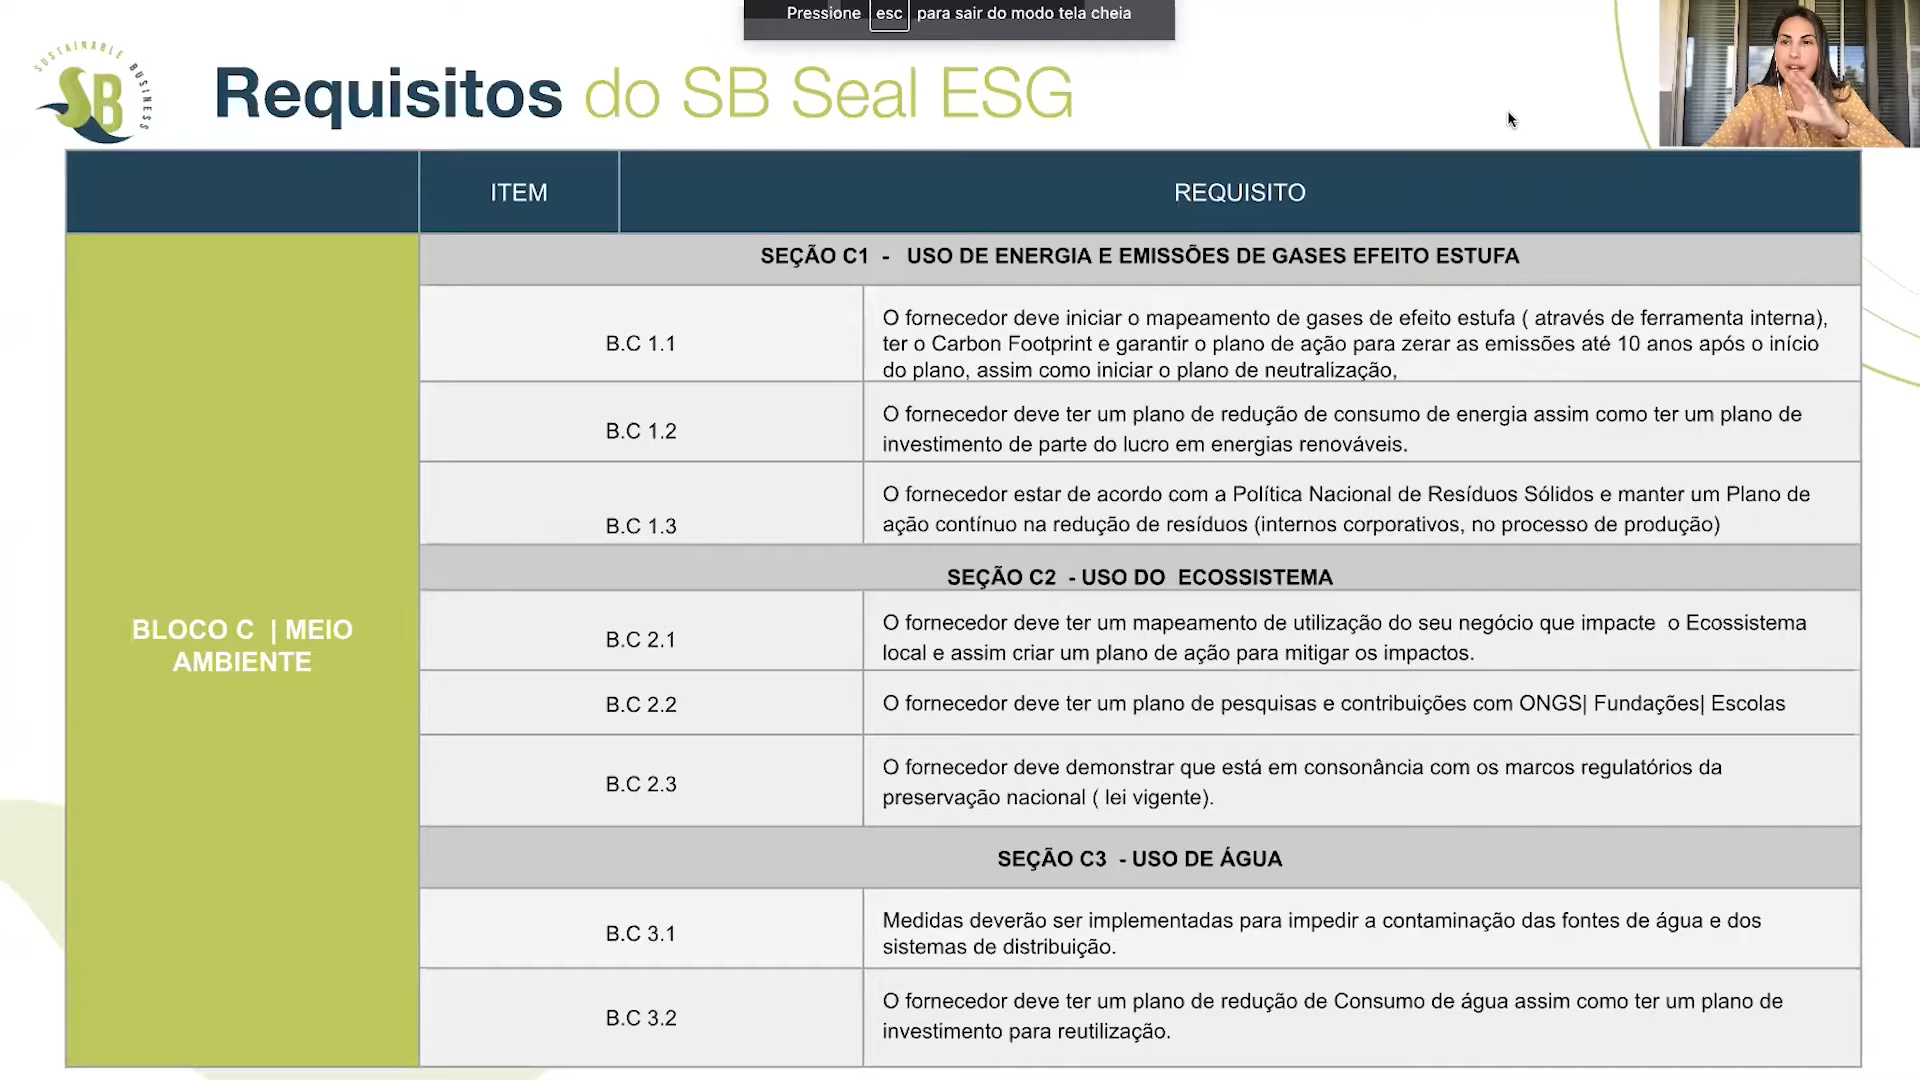 Pressione esc para sair do modo tela cheia
SUSTAINABLE BUSINESS
SB
Requisitos do SB Seal ESG
ITEM
REQUISITO
BLOCO C | MEIO
AMBIENTE
SEÇÃO C1 - USO DE ENERGIA E EMISSÕES DE GASES EFEITO ESTUFA
B.C 1.1
O fornecedor deve iniciar o mapeamento de gases de efeito estufa ( através de ferramenta interna),
ter o Carbon Footprint e garantir o plano de ação para zerar as emissões até 10 anos após o início
do plano, assim como iniciar o plano de neutralização,
B.C 1.2
O fornecedor deve ter um plano de redução de consumo de energia assim como ter um plano de
investimento de parte do lucro em energias renováveis.
B.C 1.3
O fornecedor estar de acordo com a Política Nacional de Resíduos Sólidos e manter um Plano de
ação contínuo na redução de resíduos (internos corporativos, no processo de produção)
SEÇÃO C2 - USO DO ECOSSISTEMA
B.C 2.1
O fornecedor deve ter um mapeamento de utilização do seu negócio que impacte o Ecossistema
local e assim criar um plano de ação para mitigar os impactos.
B.C 2.2
O fornecedor deve ter um plano de pesquisas e contribuições com ONGS| Fundações| Escolas
B.C 2.3
O fornecedor deve demonstrar que está em consonância com os marcos regulatórios da
preservação nacional ( lei vigente).
SEÇÃO C3 - USO DE ÁGUA
B.C 3.1
Medidas deverão ser implementadas para impedir a contaminação das fontes de água e dos
sistemas de distribuição.
B.C 3.2
O fornecedor deve ter um plano de redução de Consumo de água assim como ter um plano de
investimento para reutilização.